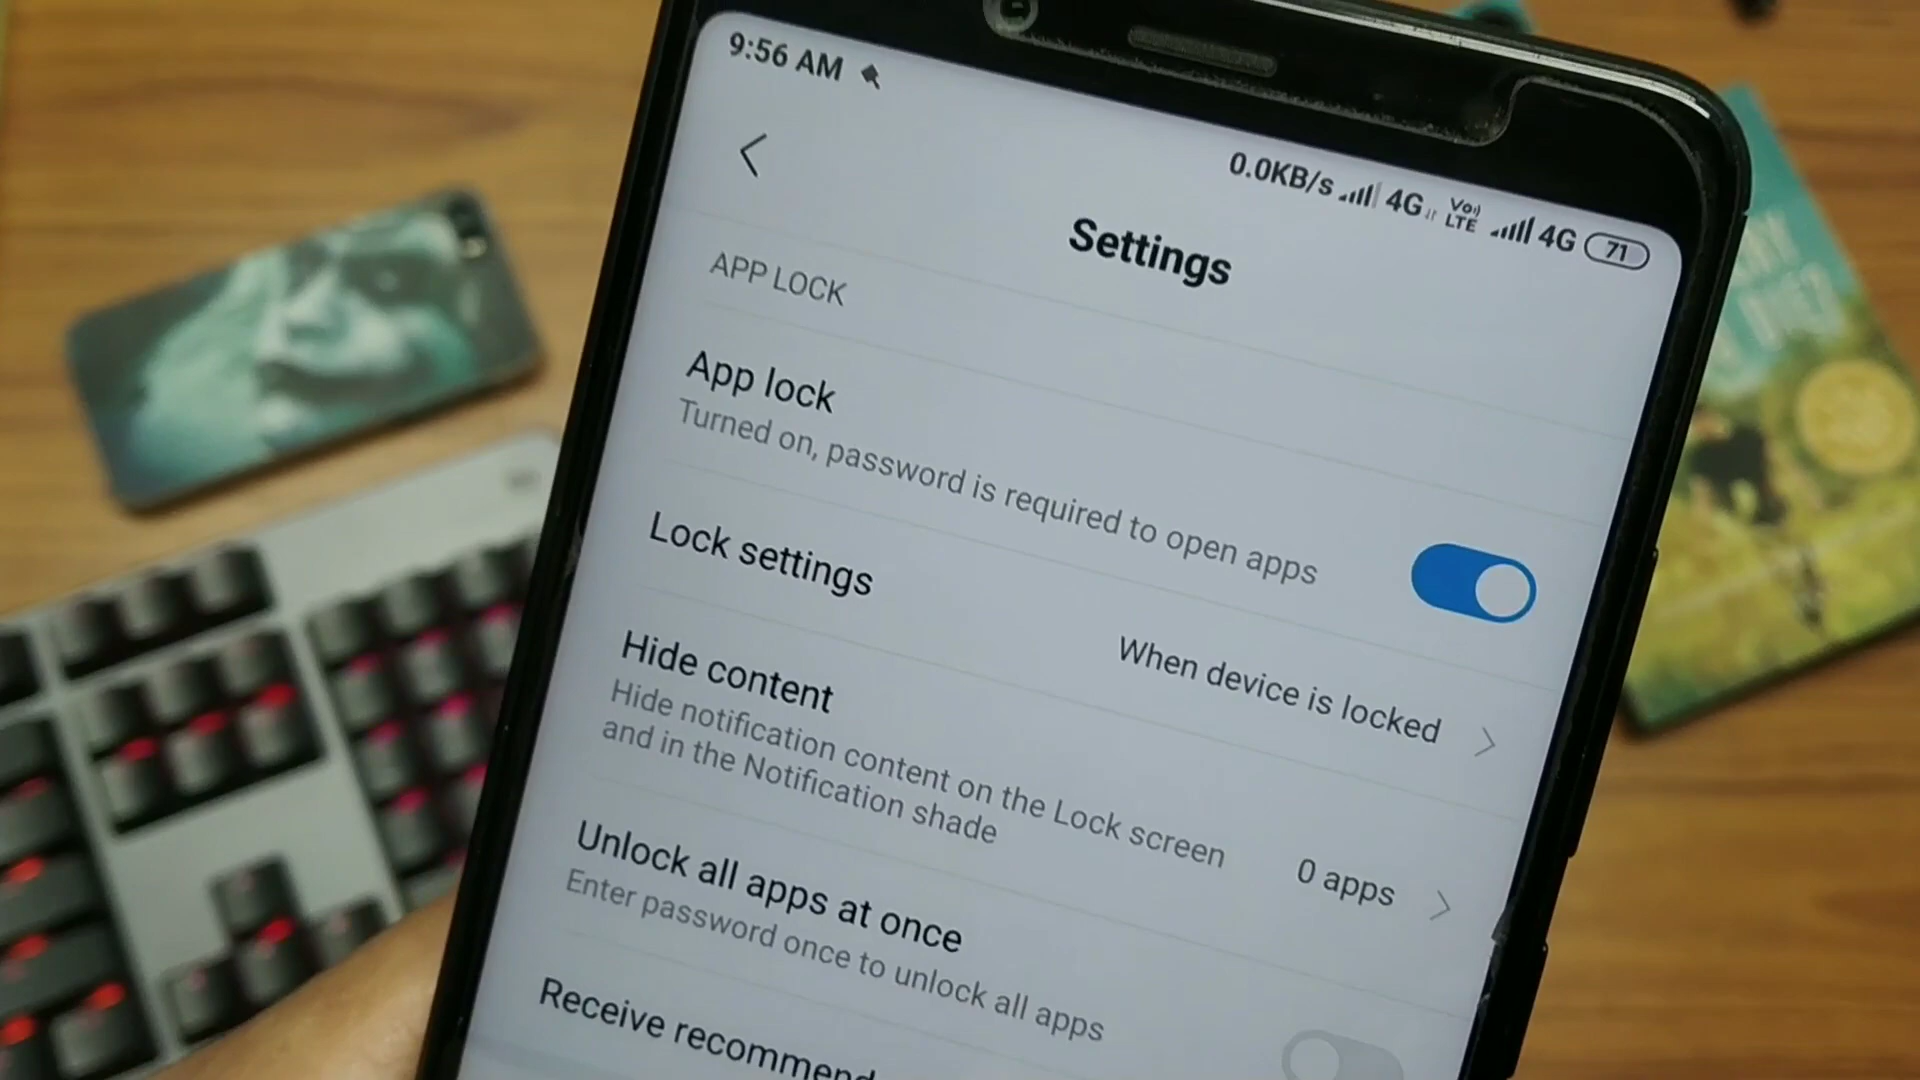 9:56 AM
0.0KB/s 4G Vo) LTE 4G 71
Settings
APP LOCK
App lock
Turned on, password is required to open apps
Lock settings
When device is locked
Hide content
Hide notification content on the Lock screen
and in the Notification shade
0 apps
Unlock all apps at once
Enter password once to unlock all apps
Receive recommend